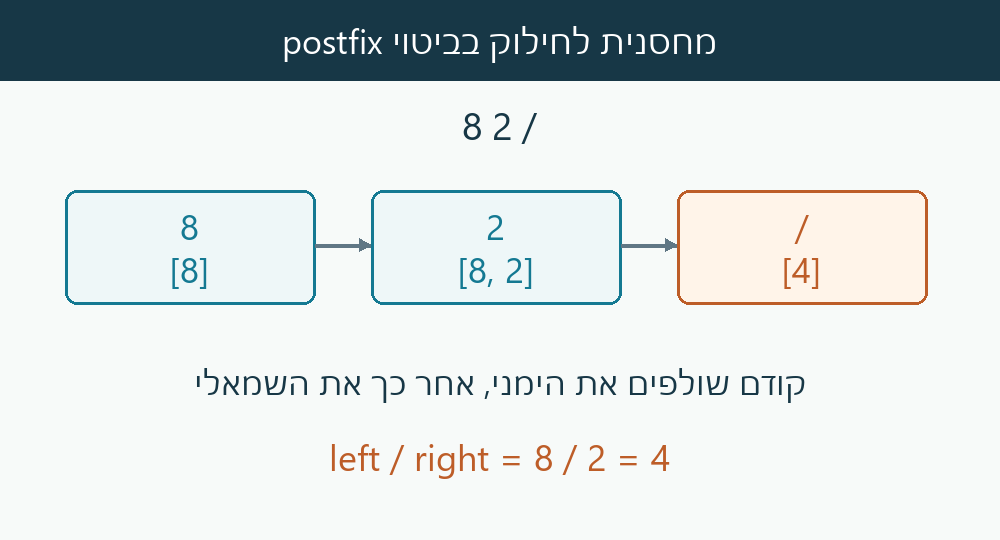 מחסנית לחילוק בביטוי postfix
8 2 /
8
[8]
2
[8, 2]
/
[4]
קודם שולפים את הימני, אחר כך את השמאלי
left / right = 8 / 2 = 4